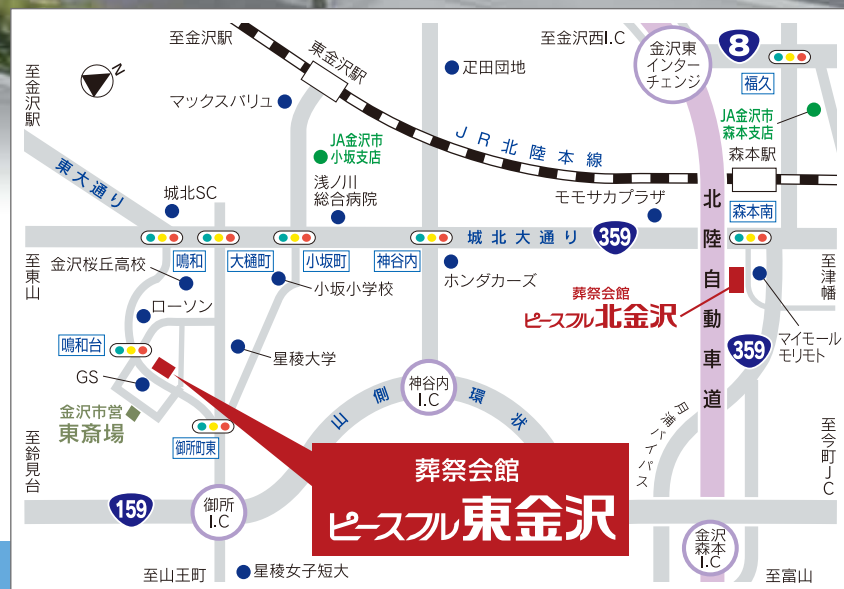 至金沢駅
東金沢駅
至金沢西I.C
金沢東
インター
チェンジ
8
福久
至金沢駅
N
疋田団地
マックスバリュ
JA金沢市
小坂支店
JA金沢市
森本支店
JR北陸本線
森本駅
東大通り
城北SC
浅ノ川
総合病院
モモサカプラザ
森本南
城北大通り
359
至東山
金沢桜丘高校
鳴和
大樋町
小坂町
神谷内
ホンダカーズ
北陸自動車道
至津幡
小坂小学校
葬祭会館
ピースフル北金沢
ローソン
鳴和台
星稜大学
359
マイモール
モリモト
GS
神谷内
I.C
山側環状
月浦バイパス
金沢市営
東斎場
御所町東
至鈴見台
至今町JC
葬祭会館
ピースフル東金沢
159
御所
I.C
金沢
森本
I.C
至山王町
星稜女子短大
至富山